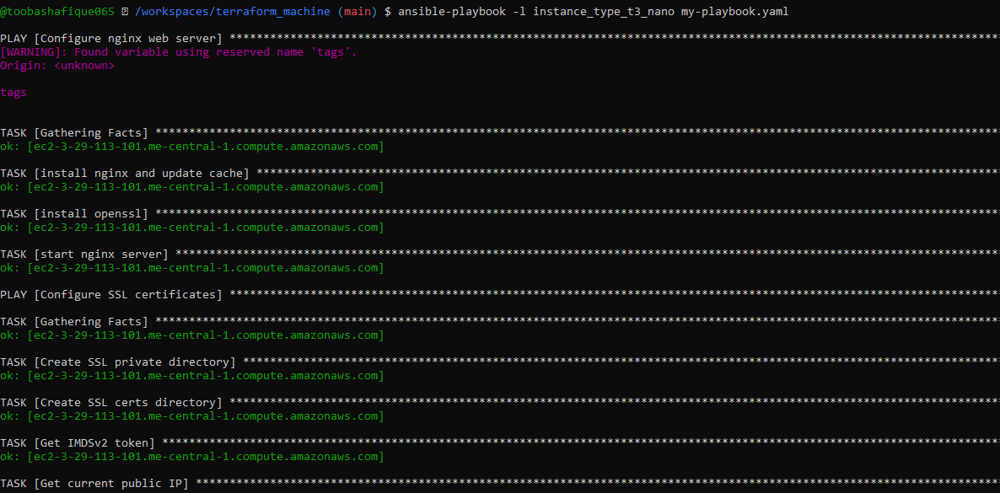 @toobashafique065 /workspaces/terraform_machine (main) $ ansible-playbook -l instance_type_t3_nano my-playbook.yaml
PLAY [Configure nginx web server] ******************************************************************************************************************
[WARNING]: Found variable using reserved name 'tags'.
Origin: <unknown>
tags
TASK [Gathering Facts] *****************************************************************************************************************************
ok: [ec2-3-29-113-101.me-central-1.compute.amazonaws.com]
TASK [install nginx and update cache] **************************************************************************************************************
ok: [ec2-3-29-113-101.me-central-1.compute.amazonaws.com]
TASK [install openssl] *****************************************************************************************************************************
ok: [ec2-3-29-113-101.me-central-1.compute.amazonaws.com]
TASK [start nginx server] **************************************************************************************************************************
ok: [ec2-3-29-113-101.me-central-1.compute.amazonaws.com]
PLAY [Configure SSL certificates] ******************************************************************************************************************
TASK [Gathering Facts] *****************************************************************************************************************************
ok: [ec2-3-29-113-101.me-central-1.compute.amazonaws.com]
TASK [Create SSL private directory] ****************************************************************************************************************
ok: [ec2-3-29-113-101.me-central-1.compute.amazonaws.com]
TASK [Create SSL certs directory] ******************************************************************************************************************
ok: [ec2-3-29-113-101.me-central-1.compute.amazonaws.com]
TASK [Get IMDSv2 token] ****************************************************************************************************************************
ok: [ec2-3-29-113-101.me-central-1.compute.amazonaws.com]
TASK [Get current public IP] ***********************************************************************************************************************